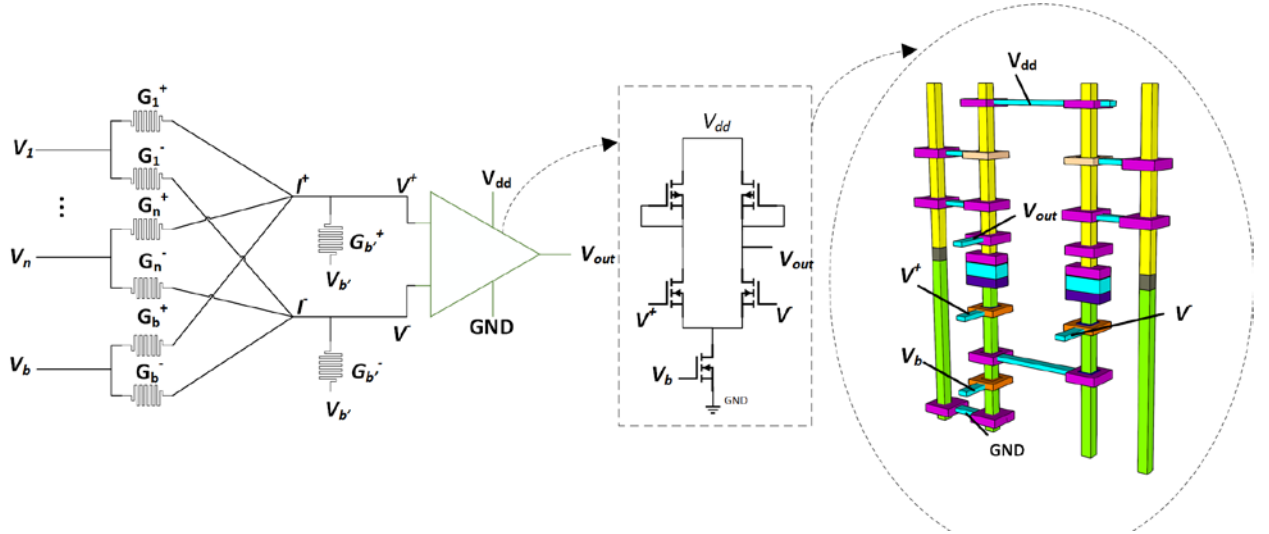 V1
⋮
Vn
Vb
G1+
G1-
Gn+
Gn-
Gb+
Gb-
I+
I-
Gb'+
Vb'
Gb'-
Vb'
V+
V-
Vdd
GND
Vout
Vdd
Vout
V+
V-
Vb
GND
Vdd
Vout
V+
V-
Vb
GND